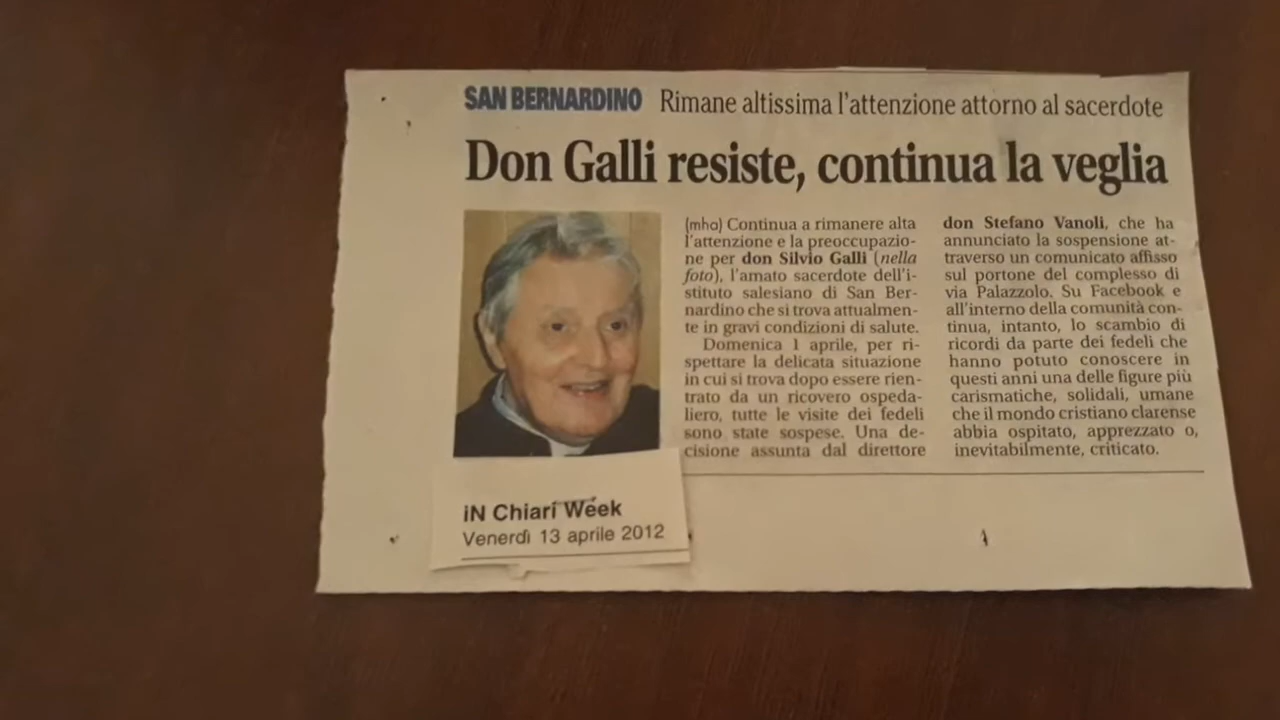 SAN BERNARDINO Rimane altissima l'attenzione attorno al sacerdote
Don Galli resiste, continua la veglia
(mha) Continua a rimanere alta
l'attenzione e la preoccupazio-
ne per don Silvio Galli (nella
foto), l'amato sacerdote dell'i-
stituto salesiano di San Ber-
nardino che si trova attualmen-
te in gravi condizioni di salute.
Domenica 1 aprile, per ri-
spettare la delicata situazione
in cui si trova dopo essere rien-
trato da un ricovero ospeda-
liero, tutte le visite dei fedeli
sono state sospese. Una de-
cisione assunta dal direttore
don Stefano Vanoli, che ha
annunciato la sospensione at-
traverso un comunicato affisso
sul portone del complesso di
via Palazzolo. Su Facebook e
all'interno della comunità con-
tinua, intanto, lo scambio di
ricordi da parte dei fedeli che
hanno potuto conoscere in
questi anni una delle figure più
carismatiche, solidali, umane
che il mondo cristiano clarense
abbia ospitato, apprezzato o,
inevitabilmente, criticato.
iN Chiari Week
Venerdì 13 aprile 2012